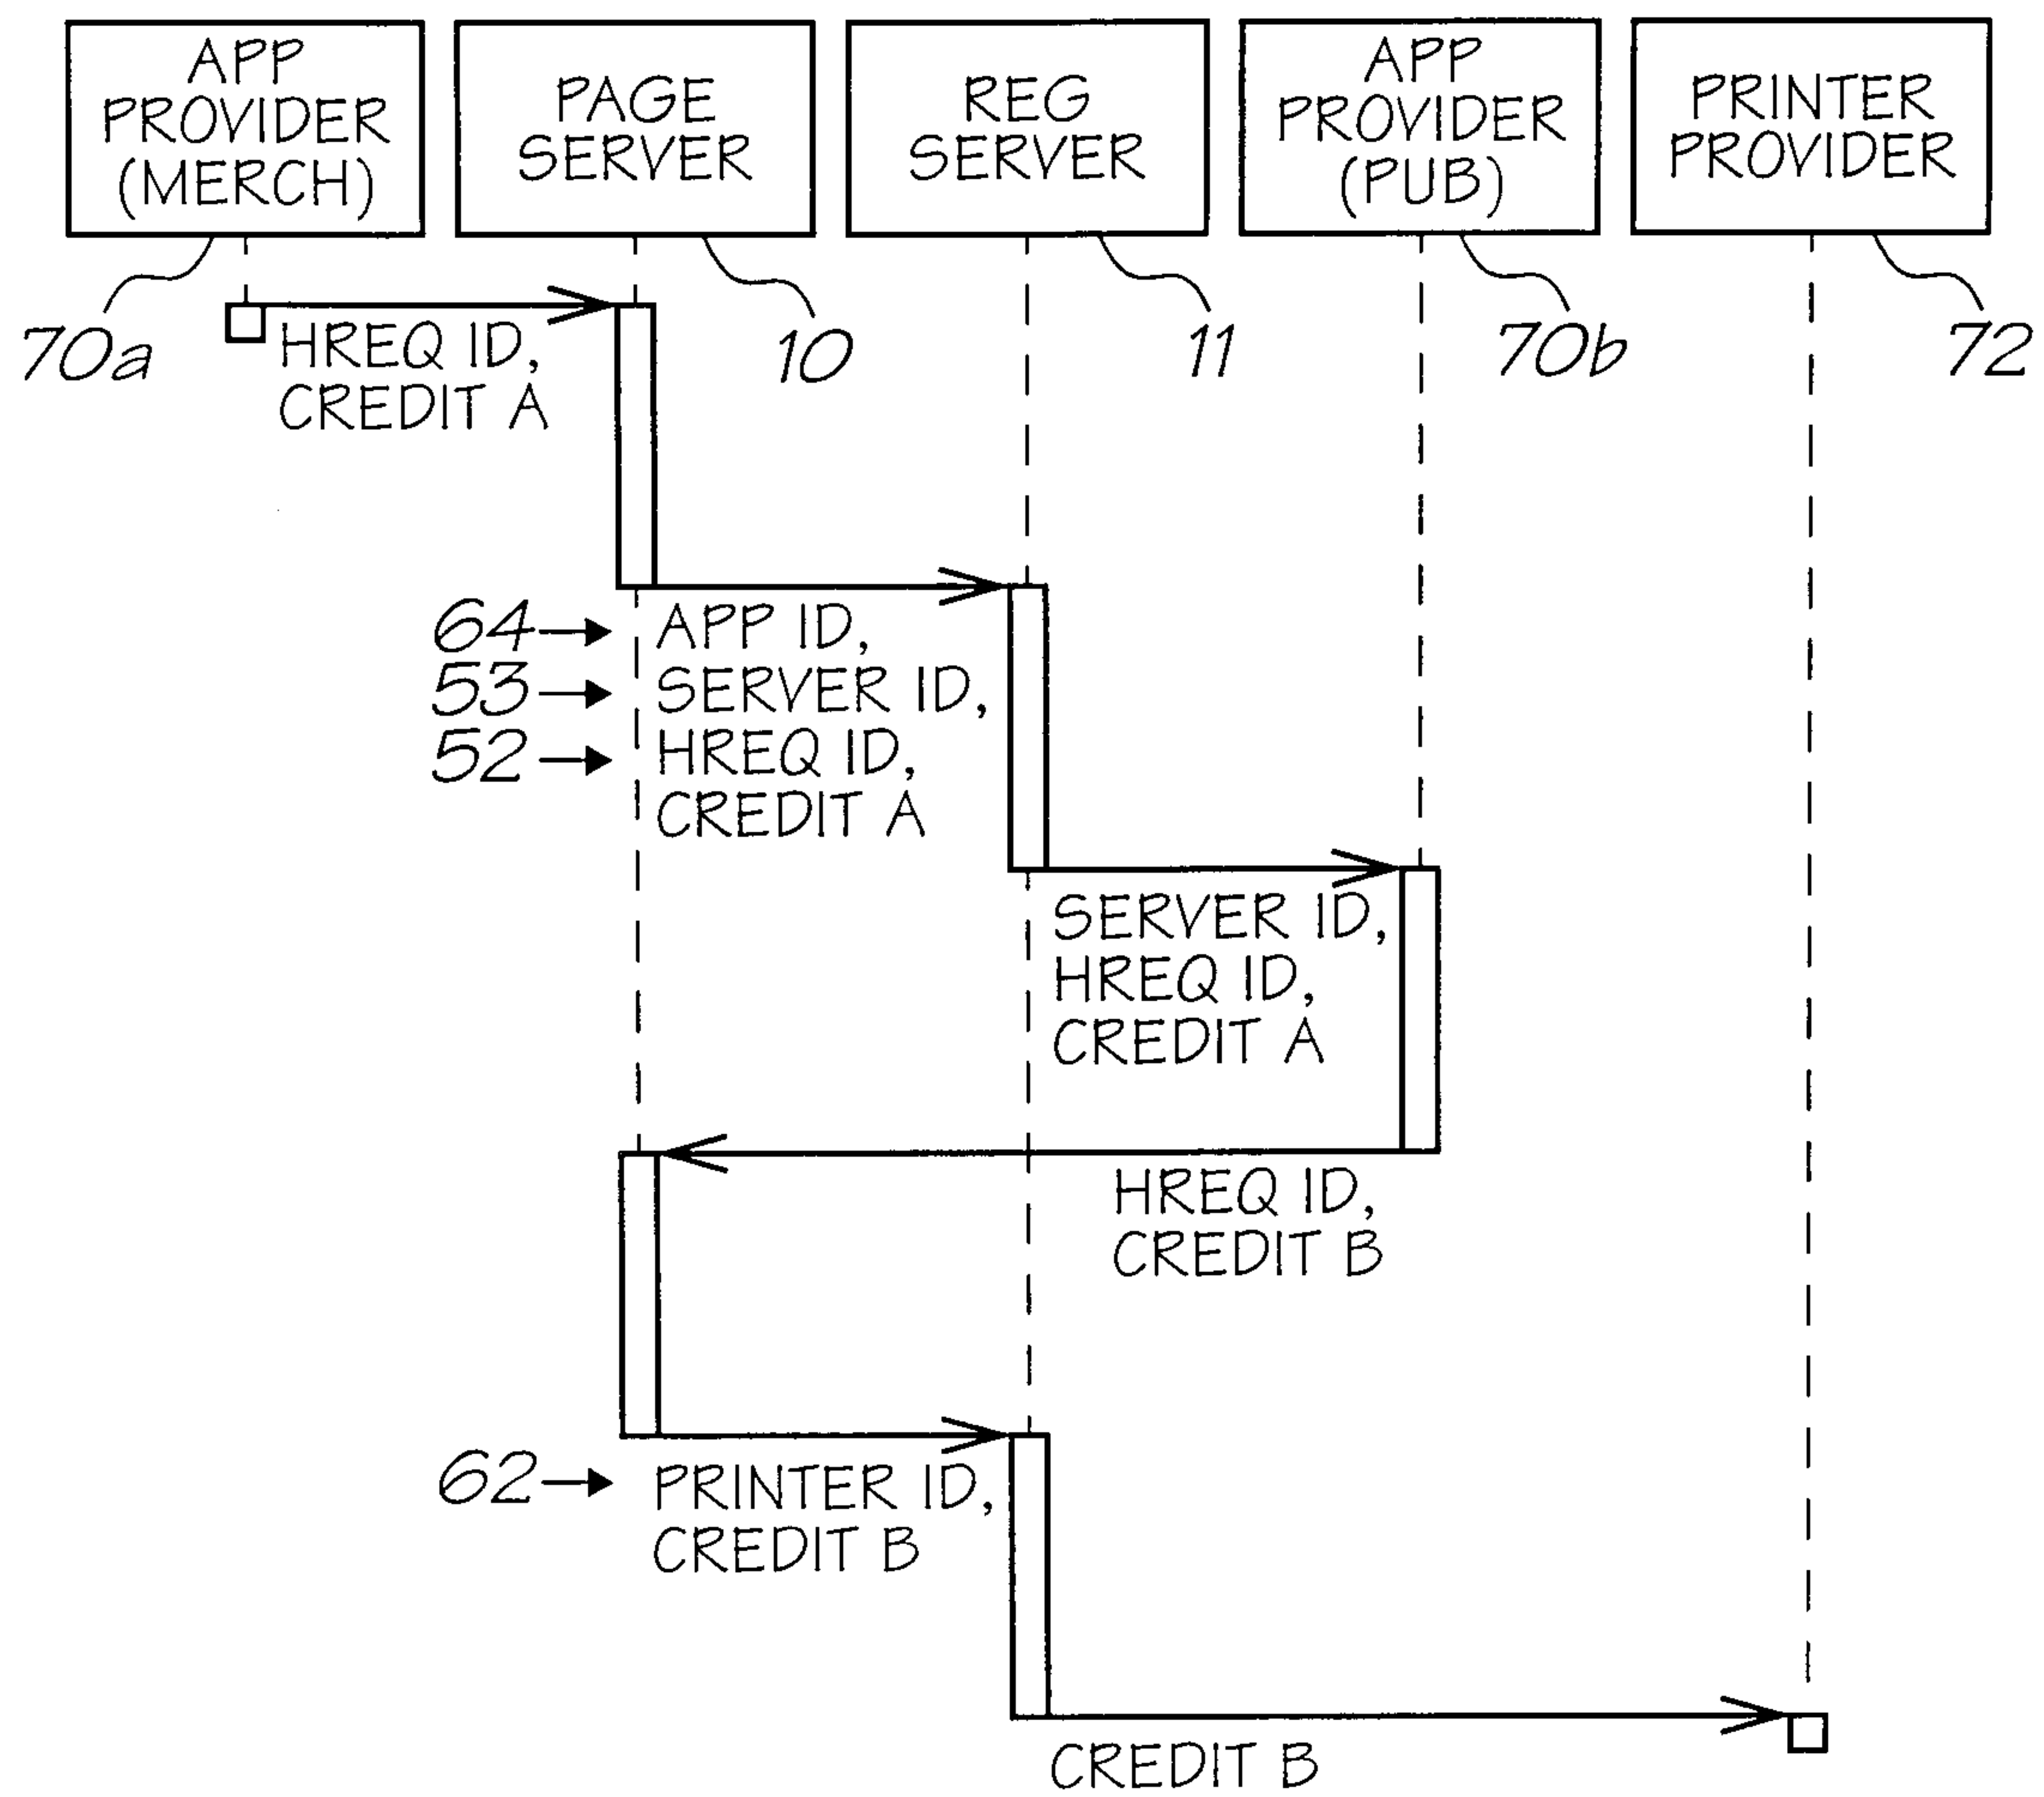 APP
PROVIDER
(MERCH)
PAGE
SERVER
REG
SERVER
APP
PROVIDER
(PUB)
PRINTER
PROVIDER
70a
10
11
70b
72
HREQ ID,
CREDIT A
64
APP ID,
53
SERVER ID,
52
HREQ ID,
CREDIT A
SERVER ID,
HREQ ID,
CREDIT A
HREQ ID,
CREDIT B
62
PRINTER ID,
CREDIT B
CREDIT B